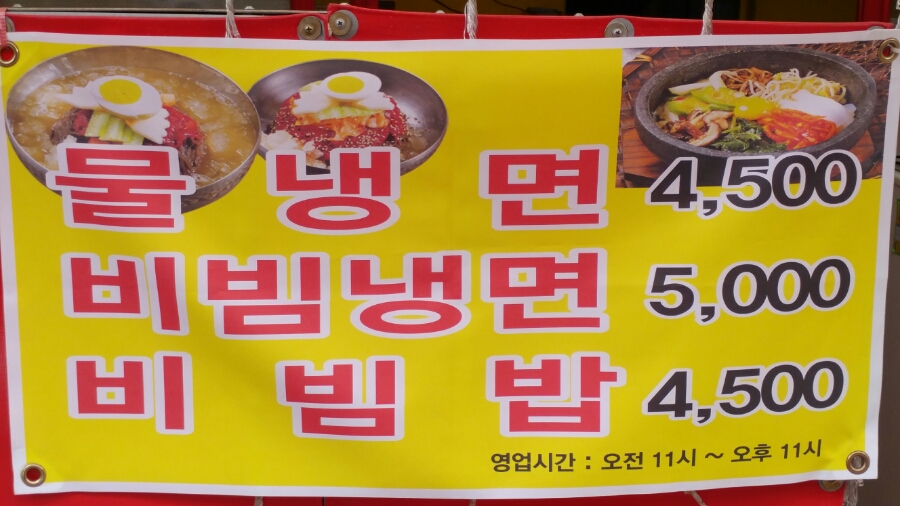 물 냉 면 4,500
비빔냉면 5,000
비 빔 밥 4,500
영업시간 : 오전 11시 ~ 오후 11시